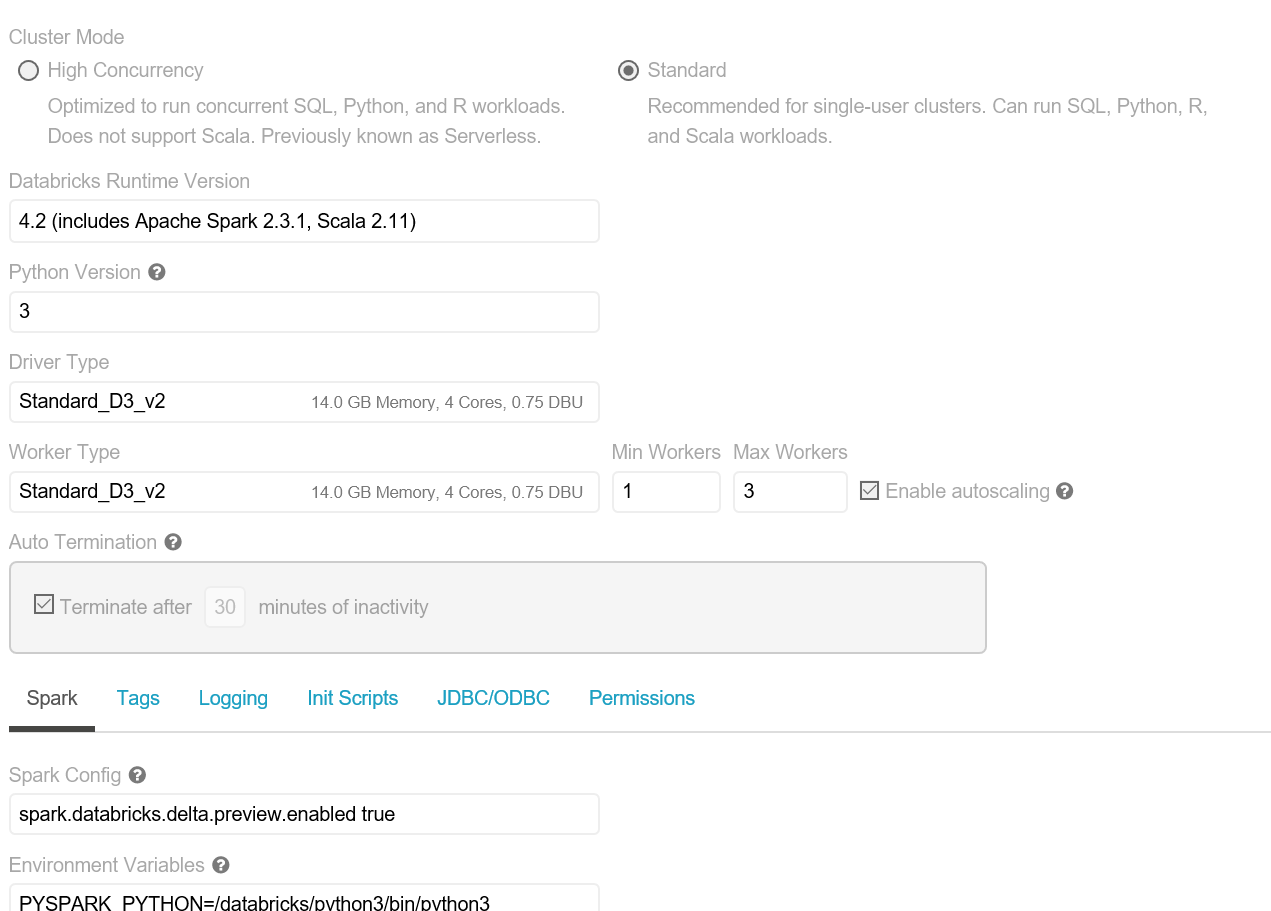 Cluster Mode
High Concurrency
Optimized to run concurrent SQL, Python, and R workloads.
Does not support Scala. Previously known as Serverless.
Standard
Recommended for single-user clusters. Can run SQL, Python, R,
and Scala workloads.
Databricks Runtime Version
4.2 (includes Apache Spark 2.3.1, Scala 2.11)
Python Version
3
Driver Type
Standard_D3_v2 14.0 GB Memory, 4 Cores, 0.75 DBU
Worker Type Min Workers Max Workers
Standard_D3_v2 14.0 GB Memory, 4 Cores, 0.75 DBU 1 3 Enable autoscaling
Auto Termination
Terminate after 30 minutes of inactivity
Spark Tags Logging Init Scripts JDBC/ODBC Permissions
Spark Config
spark.databricks.delta.preview.enabled true
Environment Variables
PYSPARK_PYTHON=/databricks/python3/bin/python3